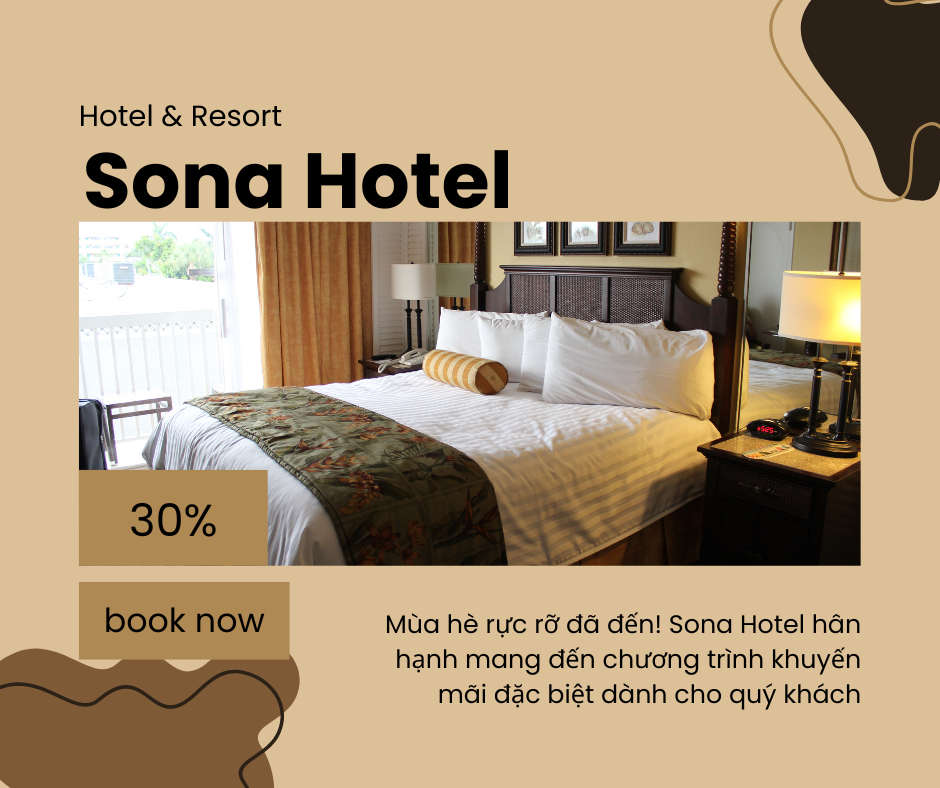 Hotel & Resort
Sona Hotel
30%
book now
Mùa hè rực rỡ đã đến! Sona Hotel hân
hạnh mang đến chương trình khuyến
mãi đặc biệt dành cho quý khách